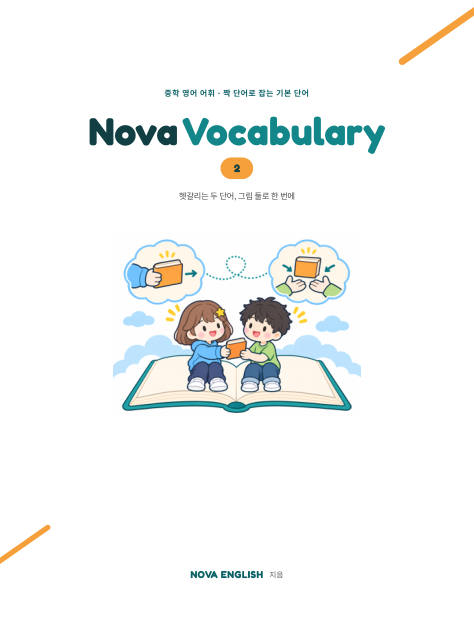 중학 영어 어휘 · 짝 단어로 잡는 기본 단어
Nova Vocabulary
2
헷갈리는 두 단어, 그림 둘로 한 번에
NOVA ENGLISH 지음